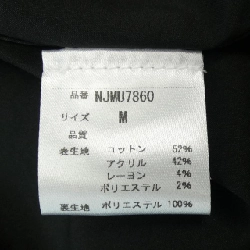 品番 NJMU7860
サイズ M
品質
表生地 コットン 52%
アクリル 42%
レーヨン 4%
ポリエステル 2%
裏生地 ポリエステル 100%